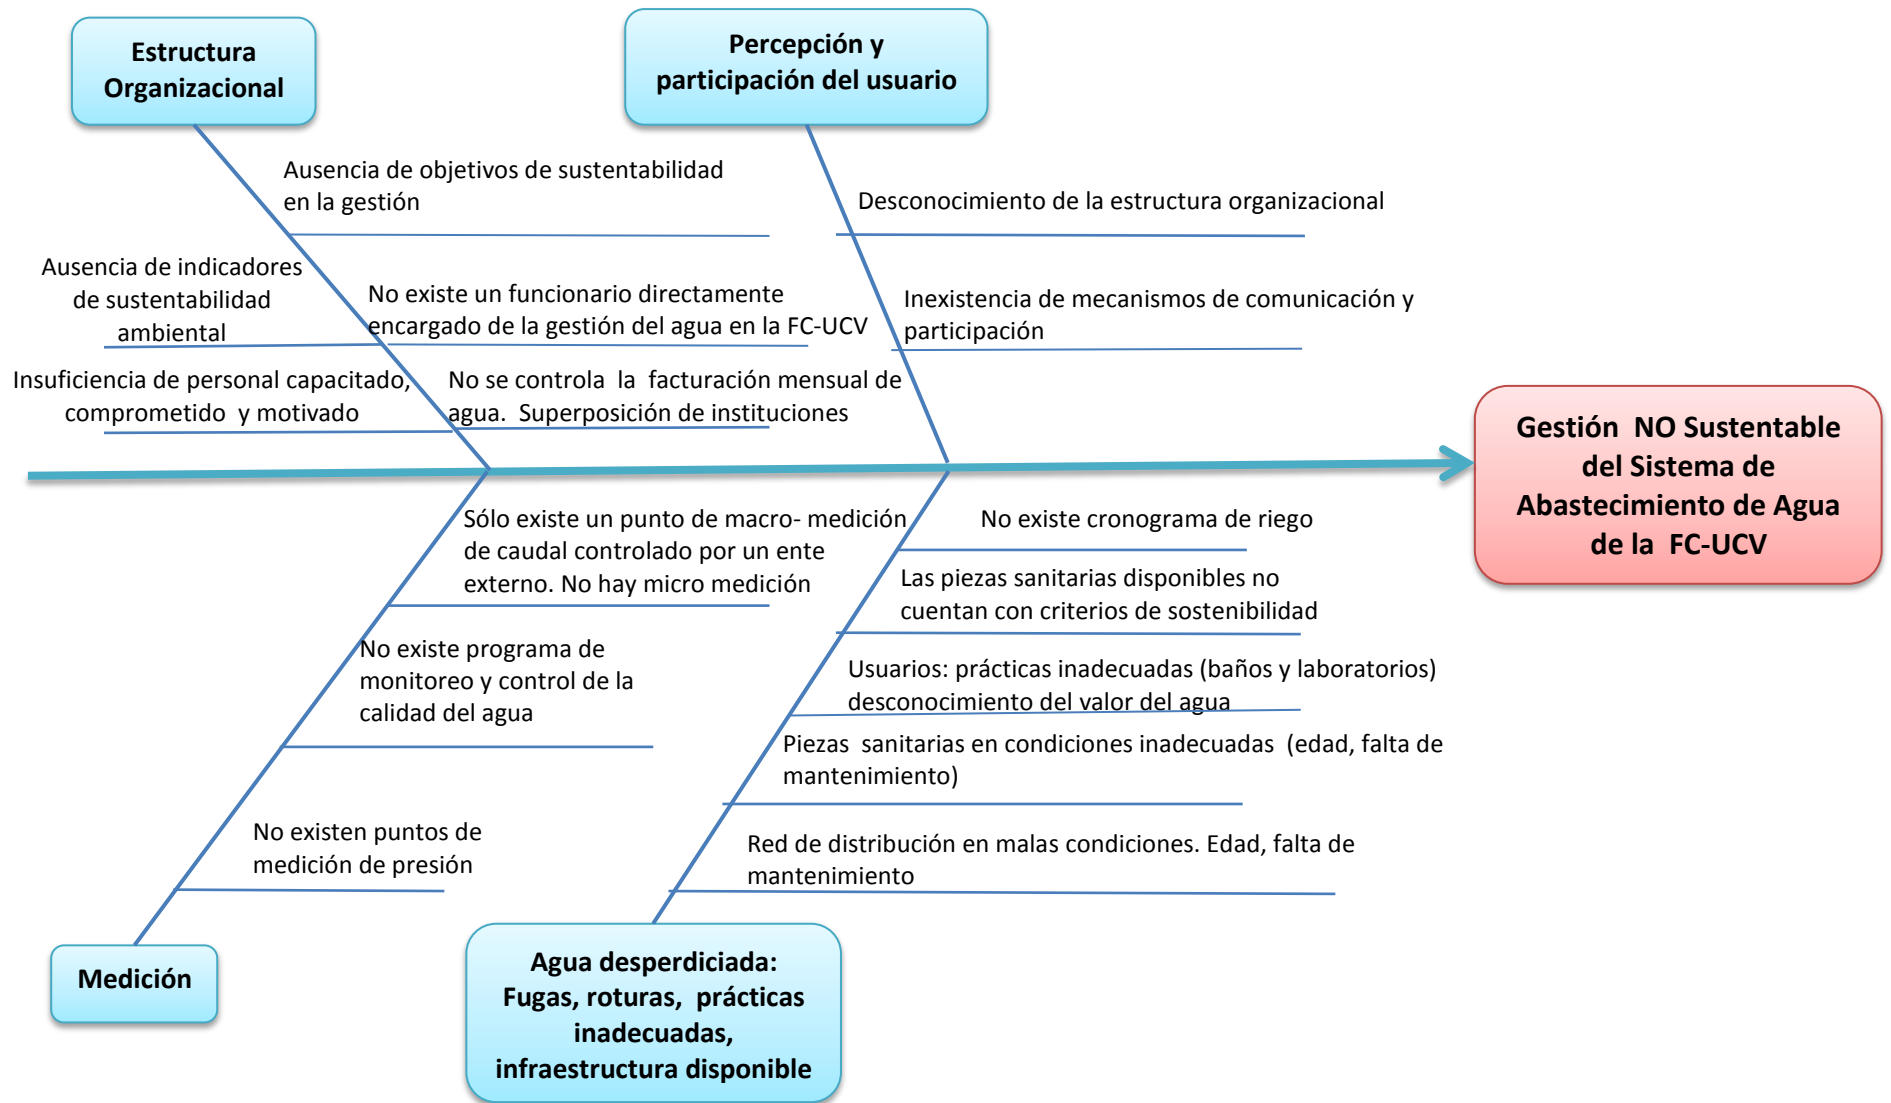 Estructura
Organizacional
Percepción y
participación del usuario
Ausencia de objetivos de sustentabilidad
en la gestión
Desconocimiento de la estructura organizacional
Ausencia de indicadores
de sustentabilidad
ambiental
No existe un funcionario directamente
encargado de la gestión del agua en la FC-UCV
Inexistencia de mecanismos de comunicación y
participación
Insuficiencia de personal capacitado,
comprometido y motivado
No se controla la facturación mensual de
agua. Superposición de instituciones
Gestión NO Sustentable
del Sistema de
Abastecimiento de Agua
de la FC-UCV
Sólo existe un punto de macro- medición
de caudal controlado por un ente
externo. No hay micro medición
No existe cronograma de riego
Las piezas sanitarias disponibles no
cuentan con criterios de sostenibilidad
No existe programa de
monitoreo y control de la
calidad del agua
Usuarios: prácticas inadecuadas (baños y laboratorios)
desconocimiento del valor del agua
Piezas sanitarias en condiciones inadecuadas (edad, falta de
mantenimiento)
No existen puntos de
medición de presión
Red de distribución en malas condiciones. Edad, falta de
mantenimiento
Medición
Agua desperdiciada:
Fugas, roturas, prácticas
inadecuadas,
infraestructura disponible